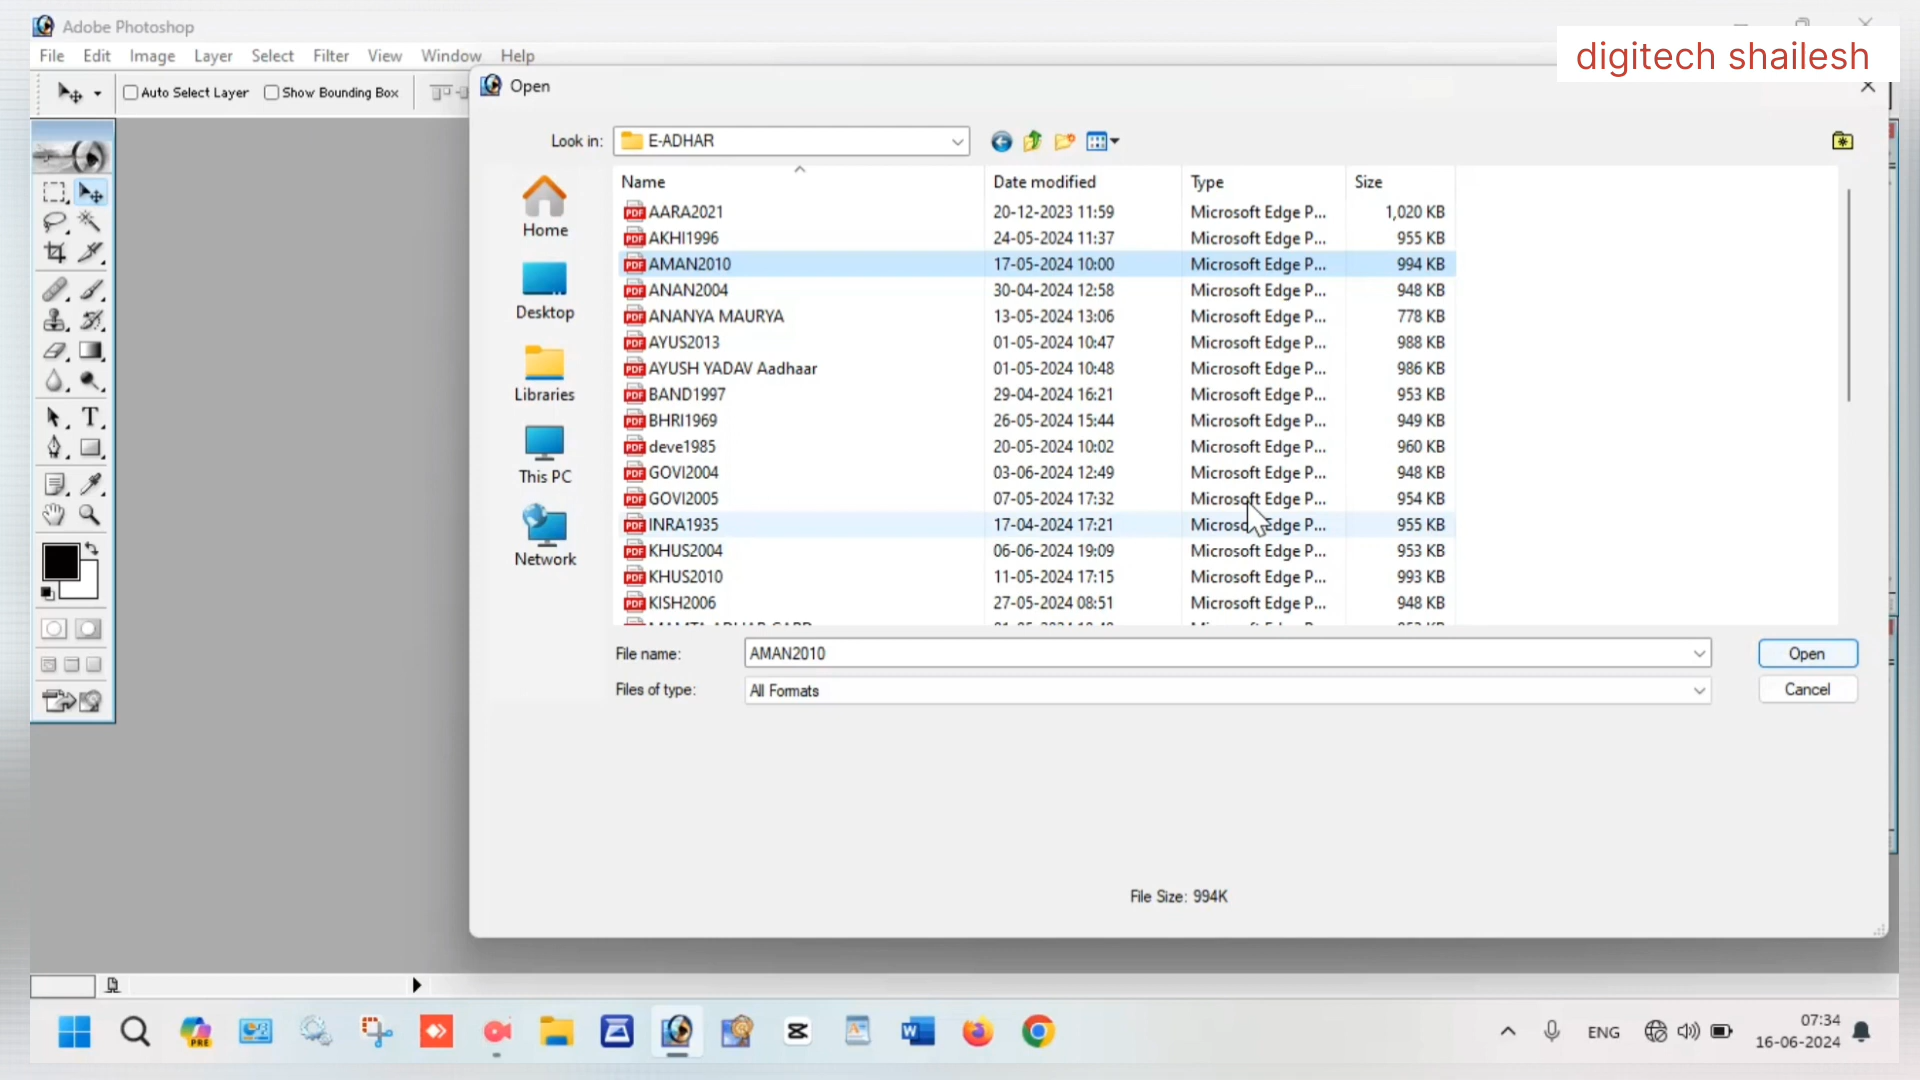 Adobe Photoshop
digitech shailesh
File Edit Image Layer Select Filter View Window Help
Auto Select Layer Show Bounding Box
Open
Look in: E-ADHAR
Name Date modified Type Size
AARA2021 20-12-2023 11:59 Microsoft Edge P... 1,020 KB
AKHI1996 24-05-2024 11:37 Microsoft Edge P... 955 KB
AMAN2010 17-05-2024 10:00 Microsoft Edge P... 994 KB
ANAN2004 30-04-2024 12:58 Microsoft Edge P... 948 KB
ANANYA MAURYA 13-05-2024 13:06 Microsoft Edge P... 778 KB
AYUS2013 01-05-2024 10:47 Microsoft Edge P... 988 KB
AYUSH YADAV Aadhaar 01-05-2024 10:48 Microsoft Edge P... 986 KB
BAND1997 29-04-2024 16:21 Microsoft Edge P... 953 KB
BHRI1969 26-05-2024 15:44 Microsoft Edge P... 949 KB
deve1985 20-05-2024 10:02 Microsoft Edge P... 960 KB
GOVI2004 03-06-2024 12:49 Microsoft Edge P... 948 KB
GOVI2005 07-05-2024 17:32 Microsoft Edge P... 954 KB
INRA1935 17-04-2024 17:21 Microsoft Edge P... 955 KB
KHUS2004 06-06-2024 19:09 Microsoft Edge P... 953 KB
KHUS2010 11-05-2024 17:15 Microsoft Edge P... 993 KB
KISH2006 27-05-2024 08:51 Microsoft Edge P... 948 KB
Home
Desktop
Libraries
This PC
Network
File name: AMAN2010 Open
Files of type: All Formats Cancel
File Size: 994K
ENG
07:34
16-06-2024